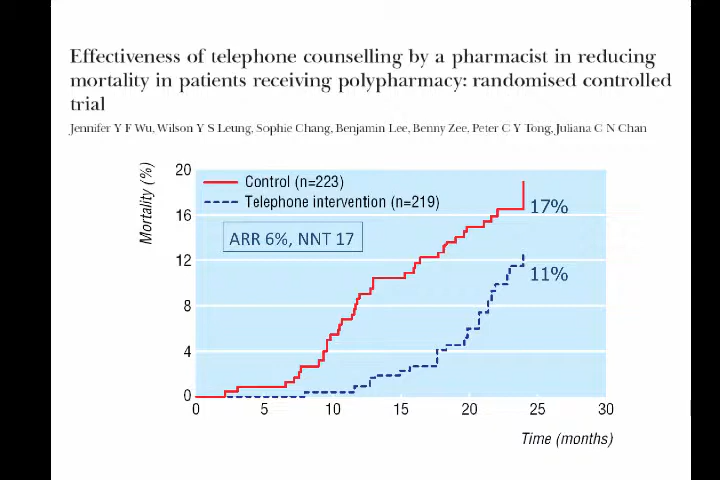 Effectiveness of telephone counselling by a pharmacist in reducing
mortality in patients receiving polypharmacy: randomised controlled
trial
Jennifer Y F Wu, Wilson Y S Leung, Sophie Chang, Benjamin Lee, Benny Zee, Peter C Y Tong, Juliana C N Chan
Mortality (%)
20
16
12
8
4
0
Control (n=223)
Telephone intervention (n=219)
ARR 6%, NNT 17
17%
11%
0 5 10 15 20 25 30
Time (months)